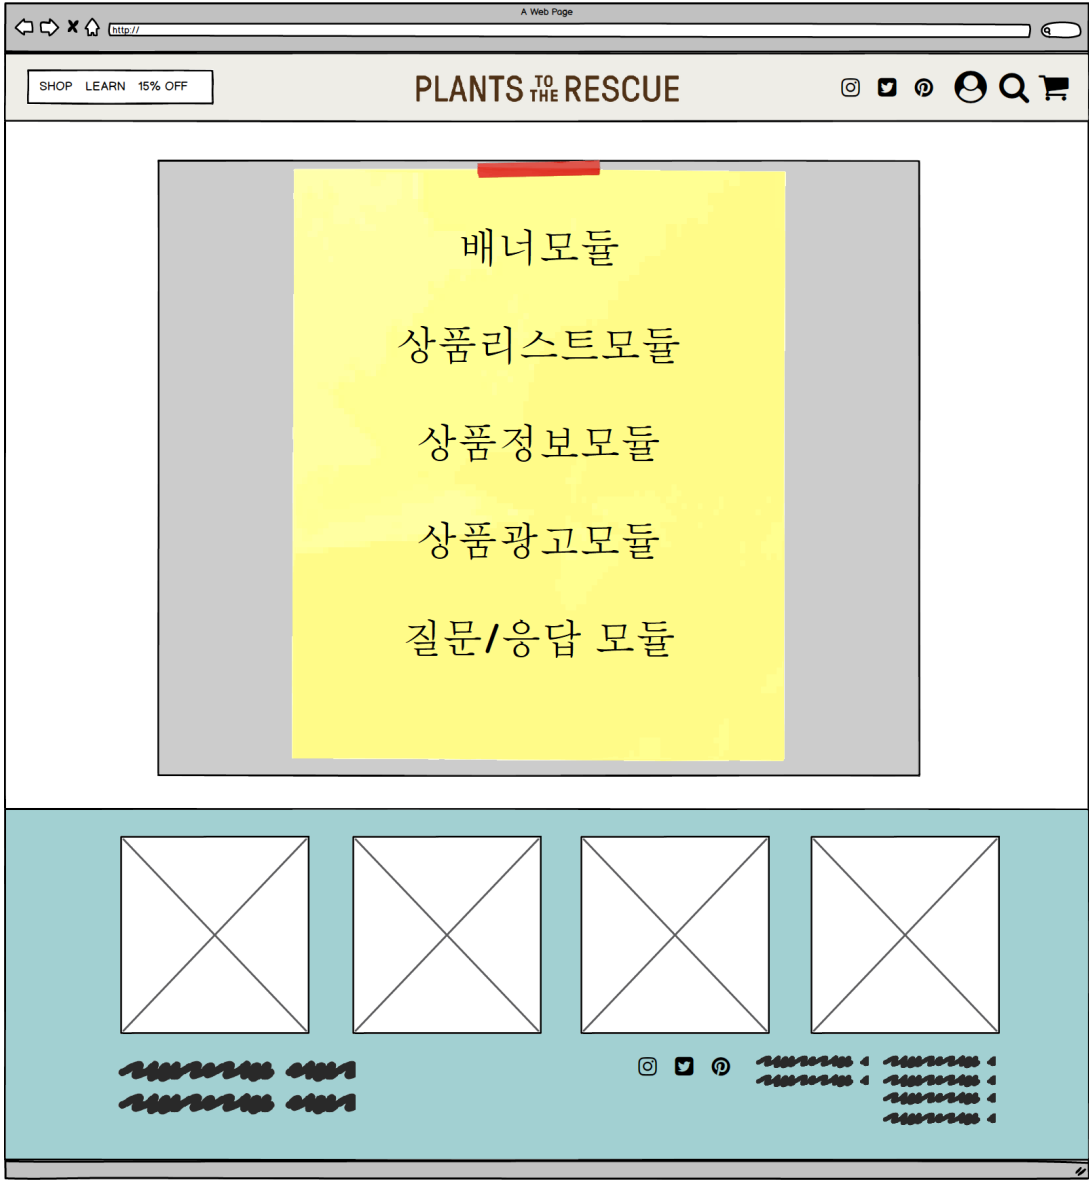 A Web Page
http://
SHOP LEARN 15% OFF
PLANTS TO THE RESCUE
배너모듈
상품리스트모듈
상품정보모듈
상품광고모듈
질문/응답 모듈